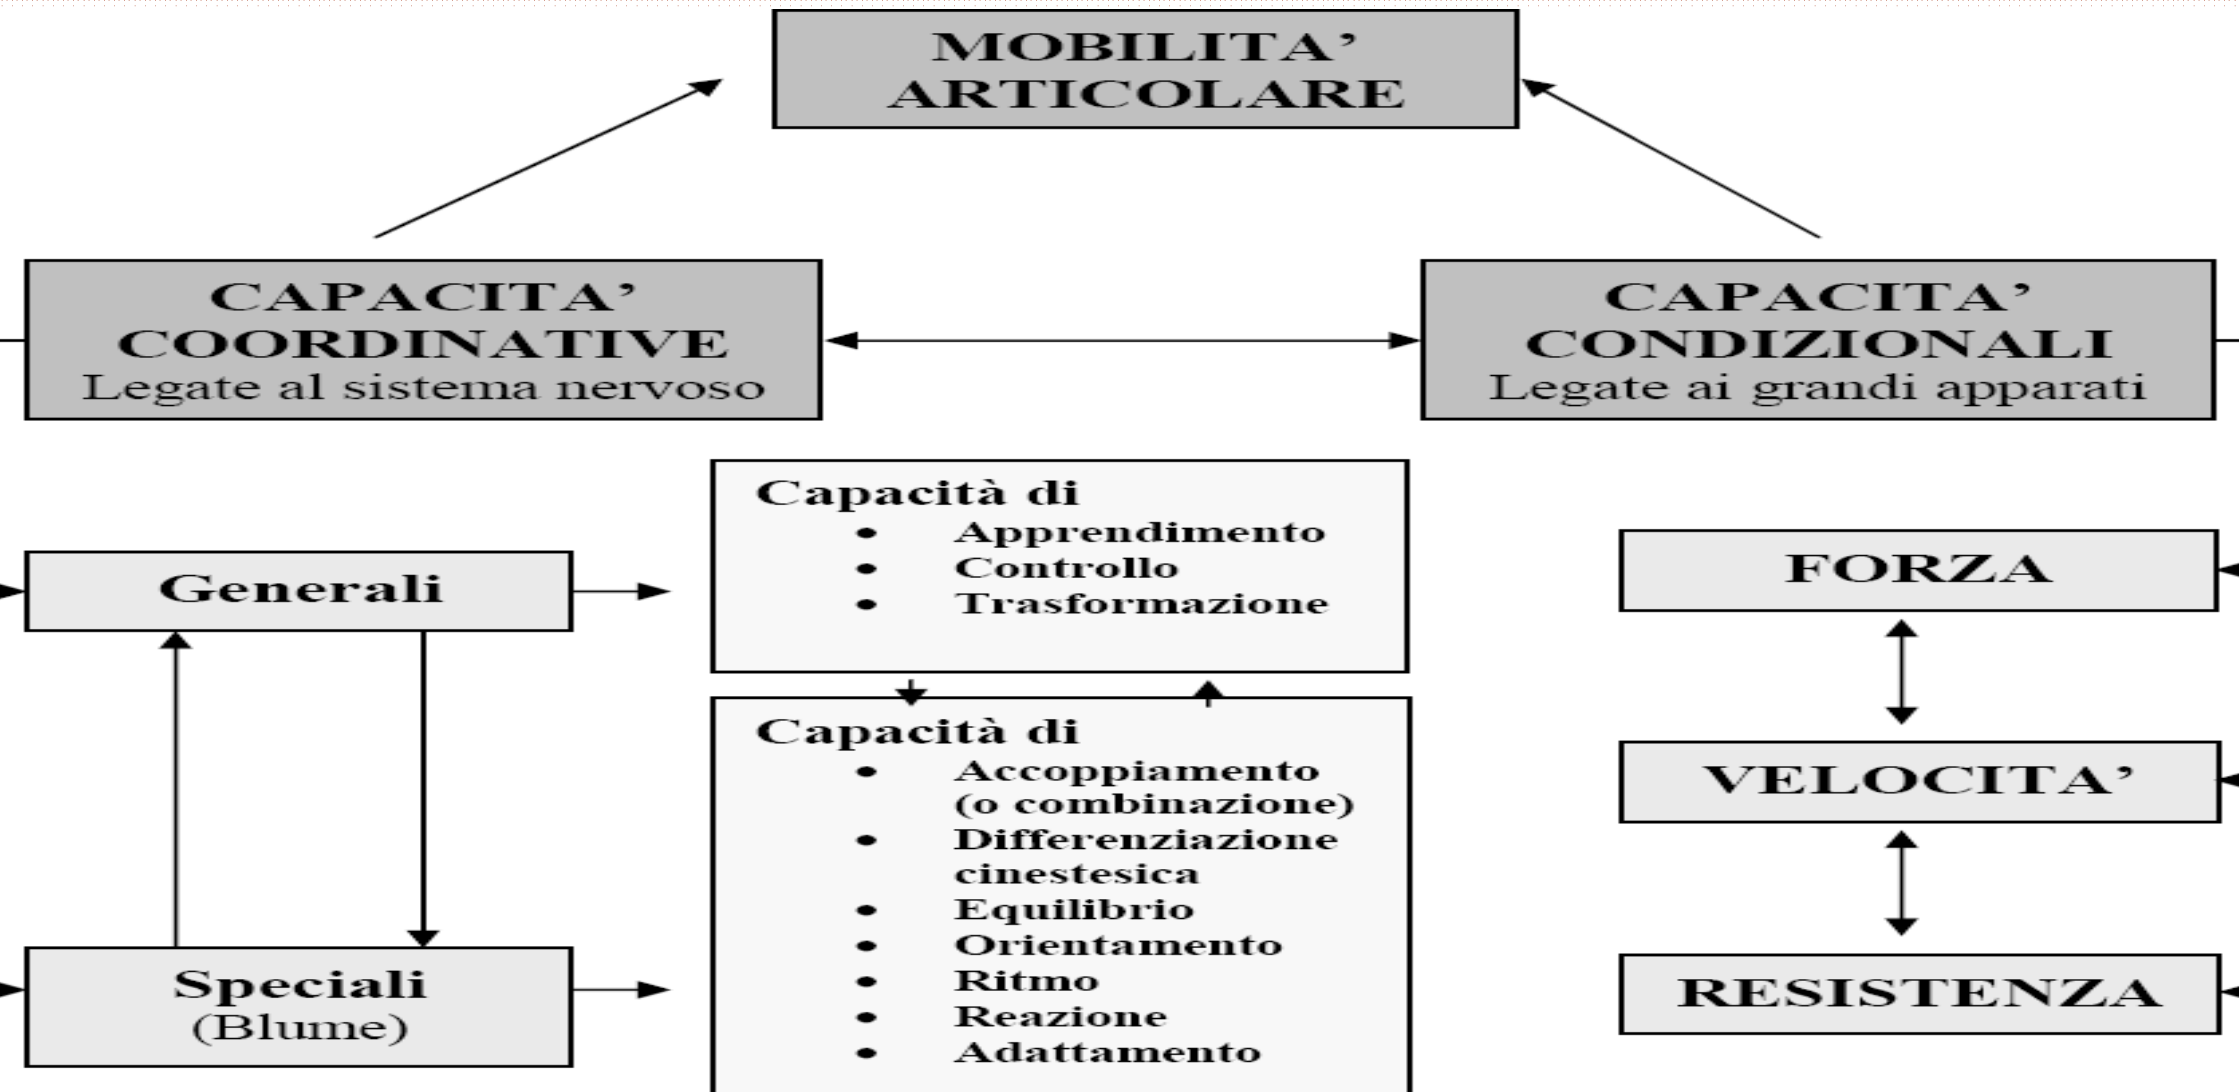 MOBILITA’
ARTICOLARE
CAPACITA’
COORDINATIVE
Legate al sistema nervoso
CAPACITA’
CONDIZIONALI
Legate ai grandi apparati
Generali
Capacità di
• Apprendimento
• Controllo
• Trasformazione
Speciali
(Blume)
Capacità di
• Accoppiamento
(o combinazione)
• Differenziazione
cinestesica
• Equilibrio
• Orientamento
• Ritmo
• Reazione
• Adattamento
FORZA
VELOCITA’
RESISTENZA